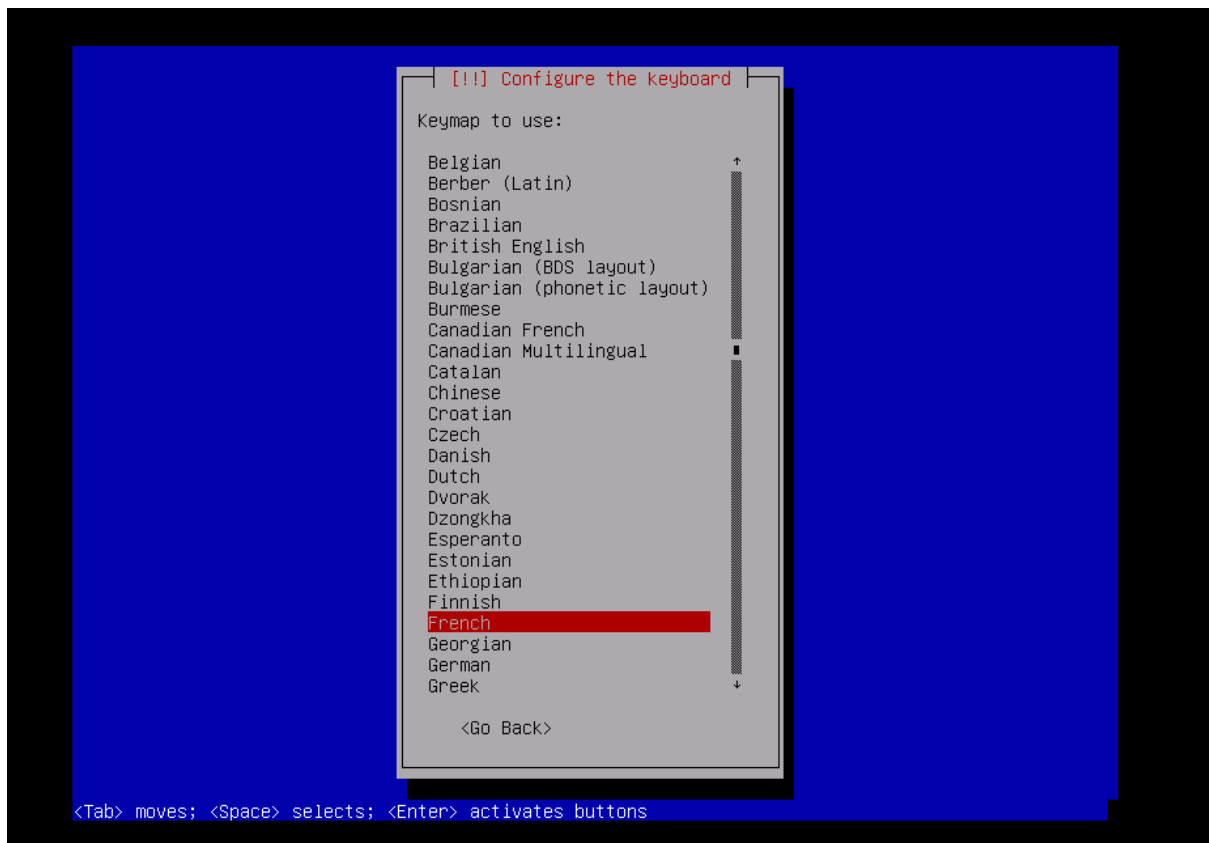 [!!] Configure the keyboard
Keymap to use:
Belgian
Berber (Latin)
Bosnian
Brazilian
British English
Bulgarian (BDS layout)
Bulgarian (phonetic layout)
Burmese
Canadian French
Canadian Multilingual
Catalan
Chinese
Croatian
Czech
Danish
Dutch
Dvorak
Dzongkha
Esperanto
Estonian
Ethiopian
Finnish
French
Georgian
German
Greek
<Go Back>
<Tab> moves; <Space> selects; <Enter> activates buttons